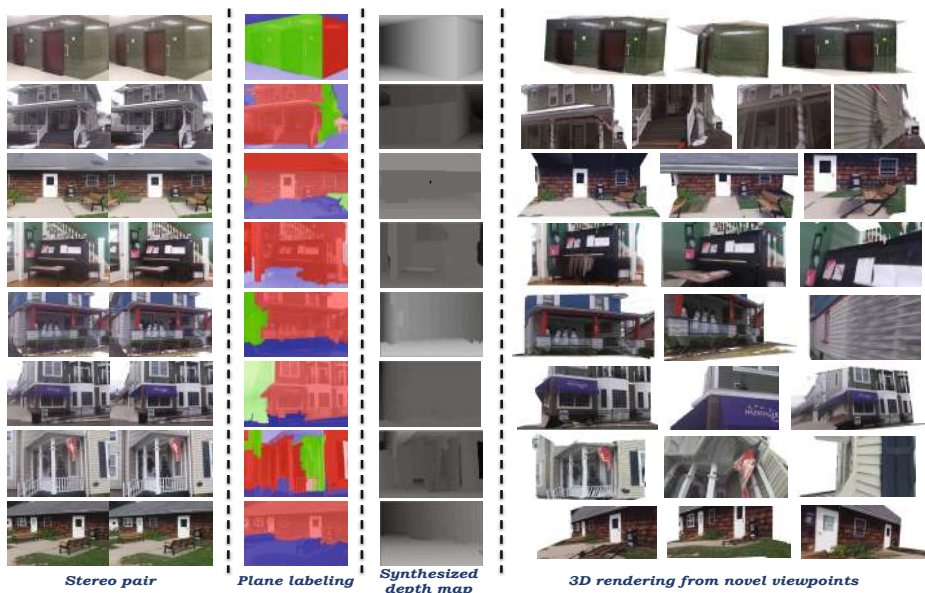 Stereo pair
Plane labeling
Synthesized
depth map
3D rendering from novel viewpoints